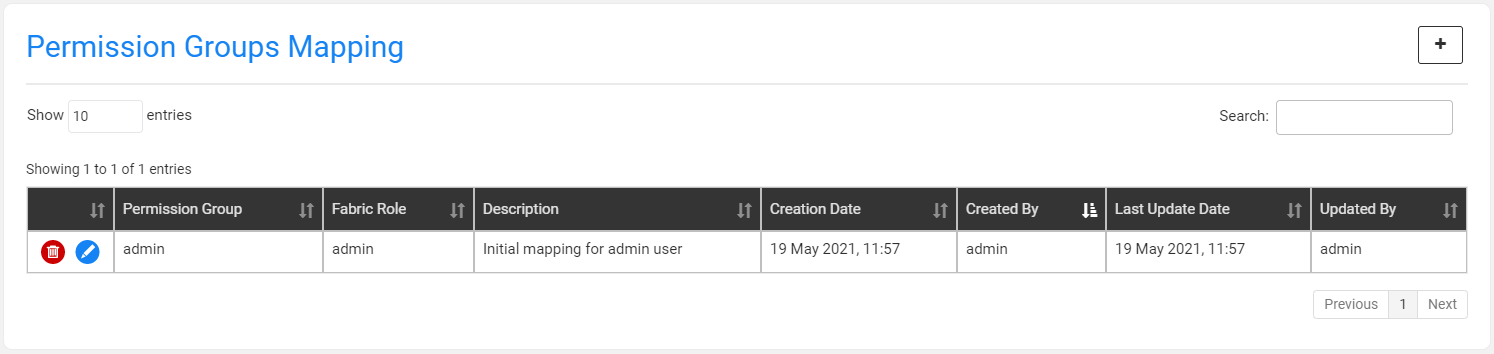 Permission Groups Mapping
+
Show 10 entries
Search:
Showing 1 to 1 of 1 entries
Permission Group Fabric Role Description Creation Date Created By Last Update Date Updated By
admin admin Initial mapping for admin user 19 May 2021, 11:57 admin 19 May 2021, 11:57 admin
Previous 1 Next